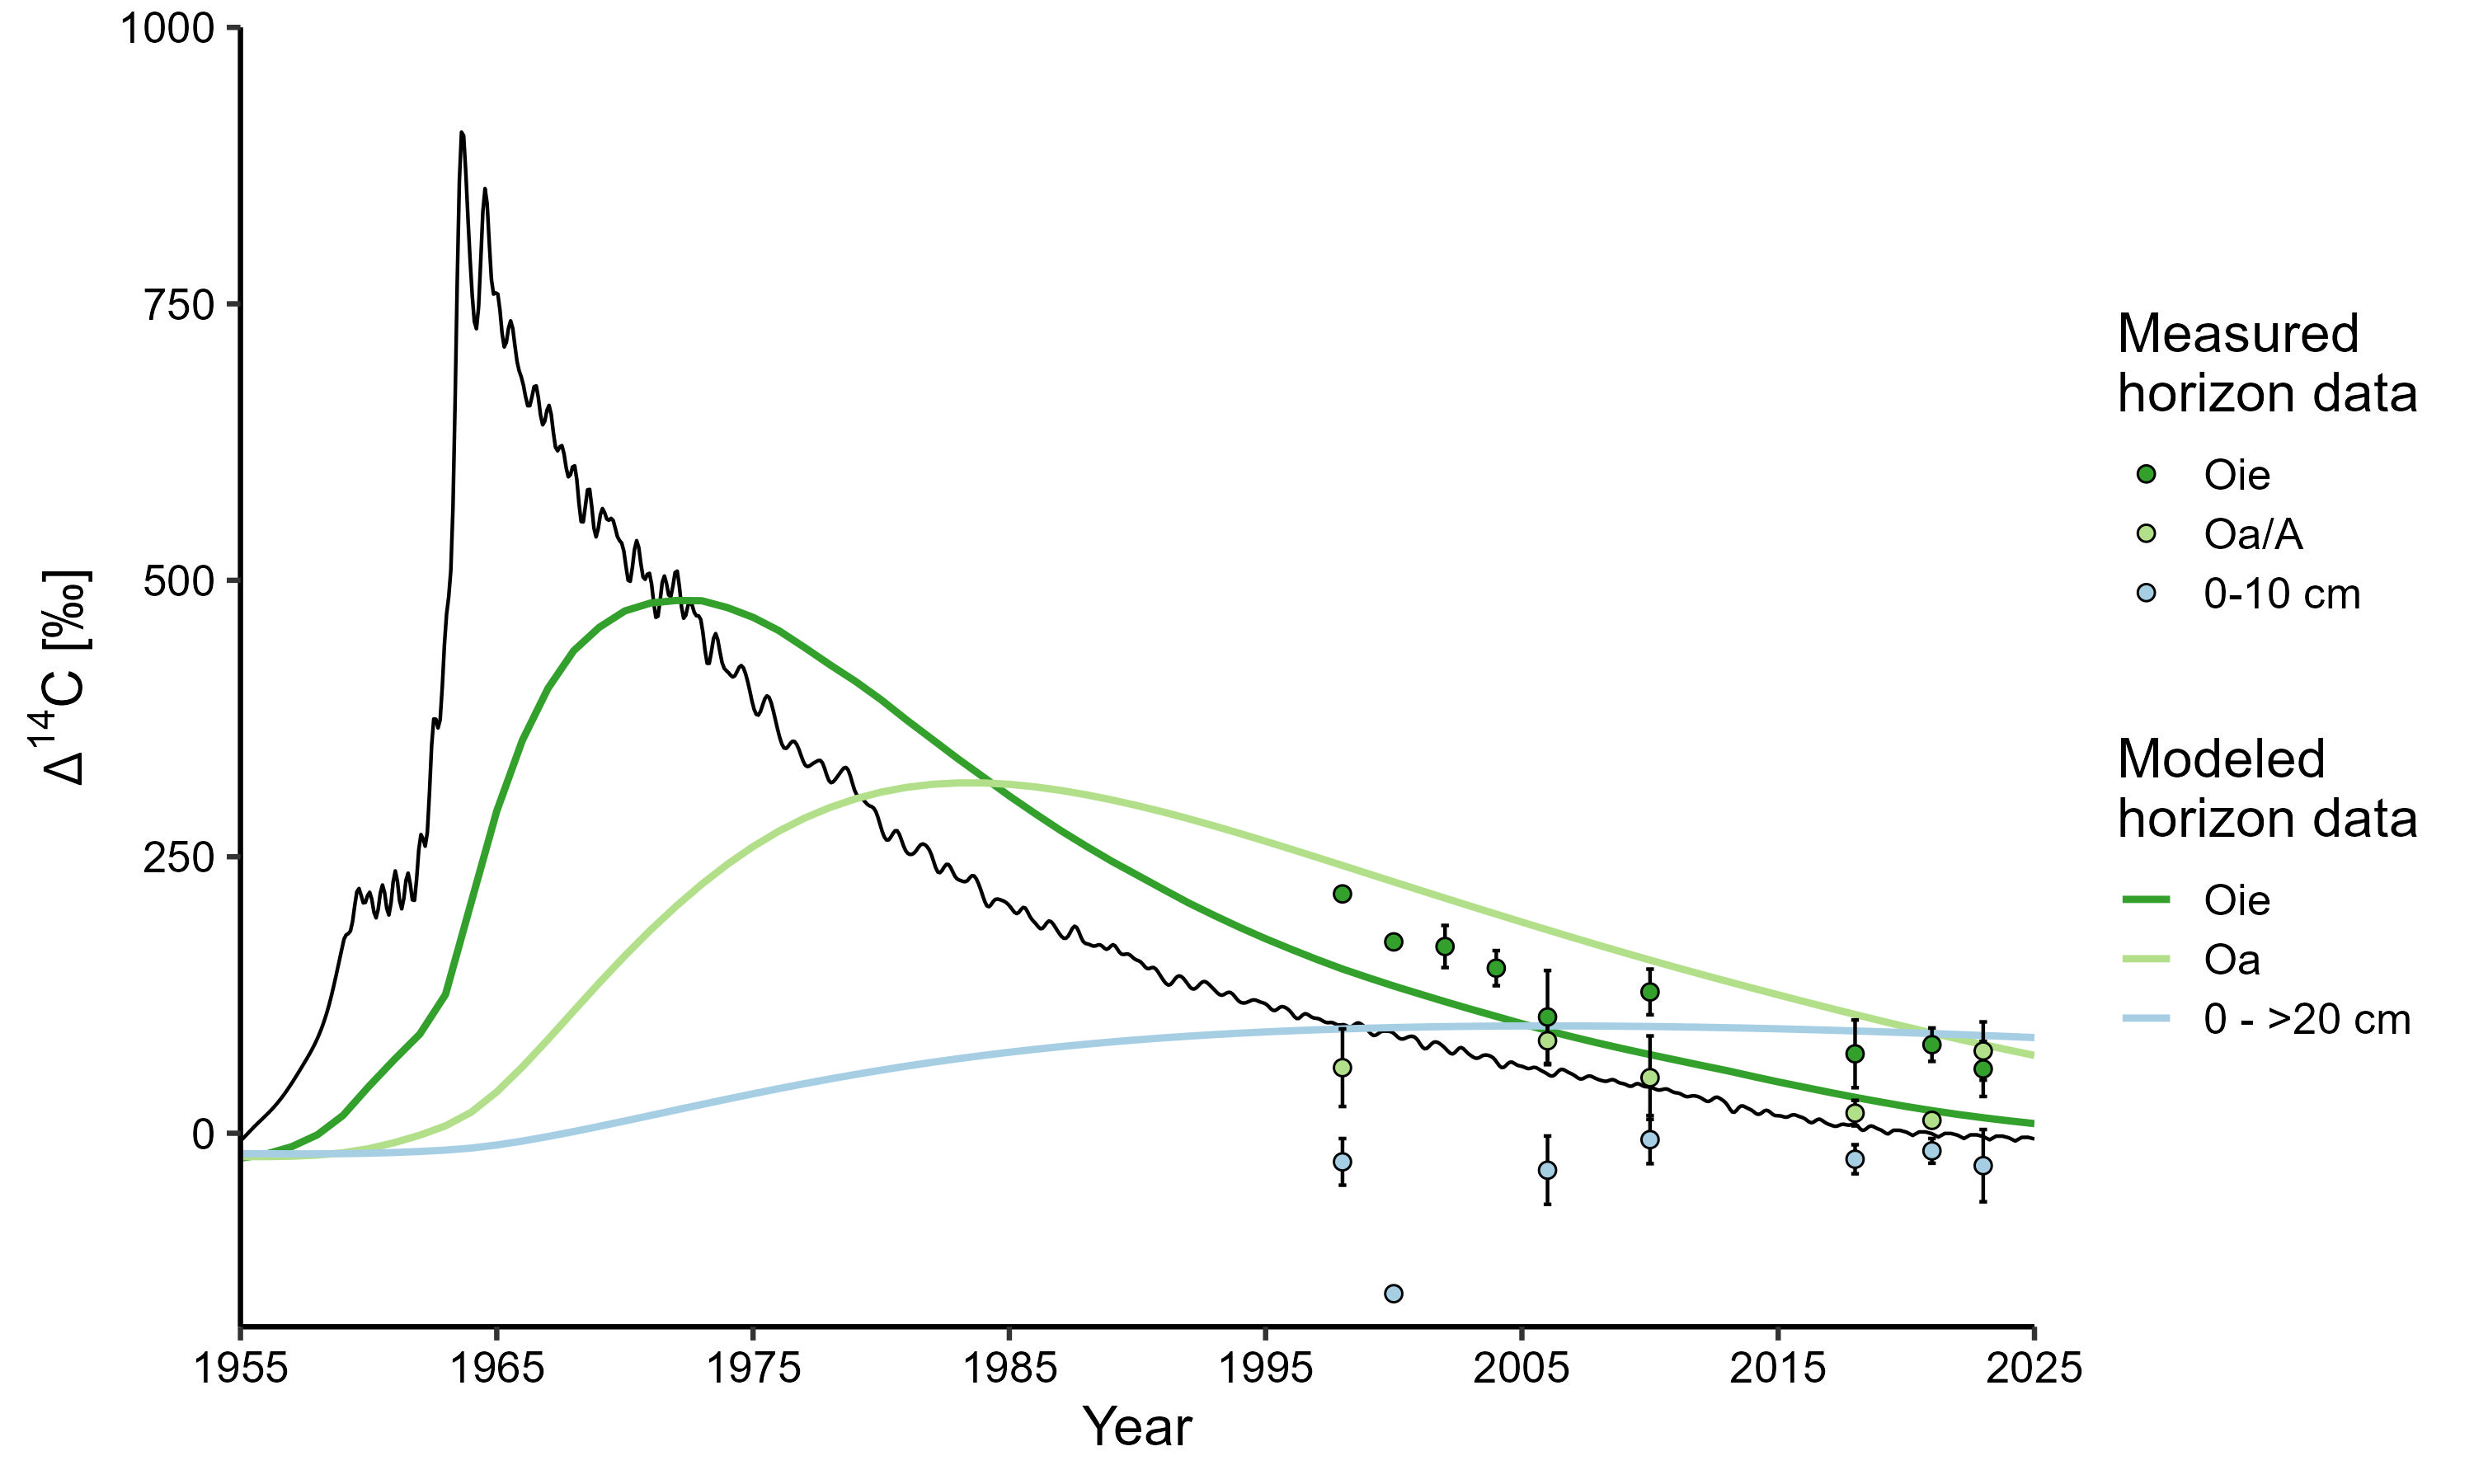 1000
750
500
250
0
Δ 14C [‰]
1955 1965 1975 1985 1995 2005 2015 2025
Year
Measured
horizon data
Oie
Oa/A
0-10 cm
Modeled
horizon data
Oie
Oa
0 - >20 cm